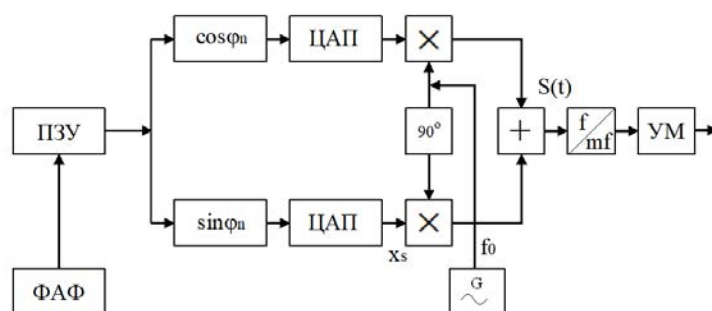 cosφn
ЦАП
×
S(t)
ПЗУ
90°
+
f
mf
УМ
sinφn
ЦАП
×
xs
f0
ФАФ
G
~